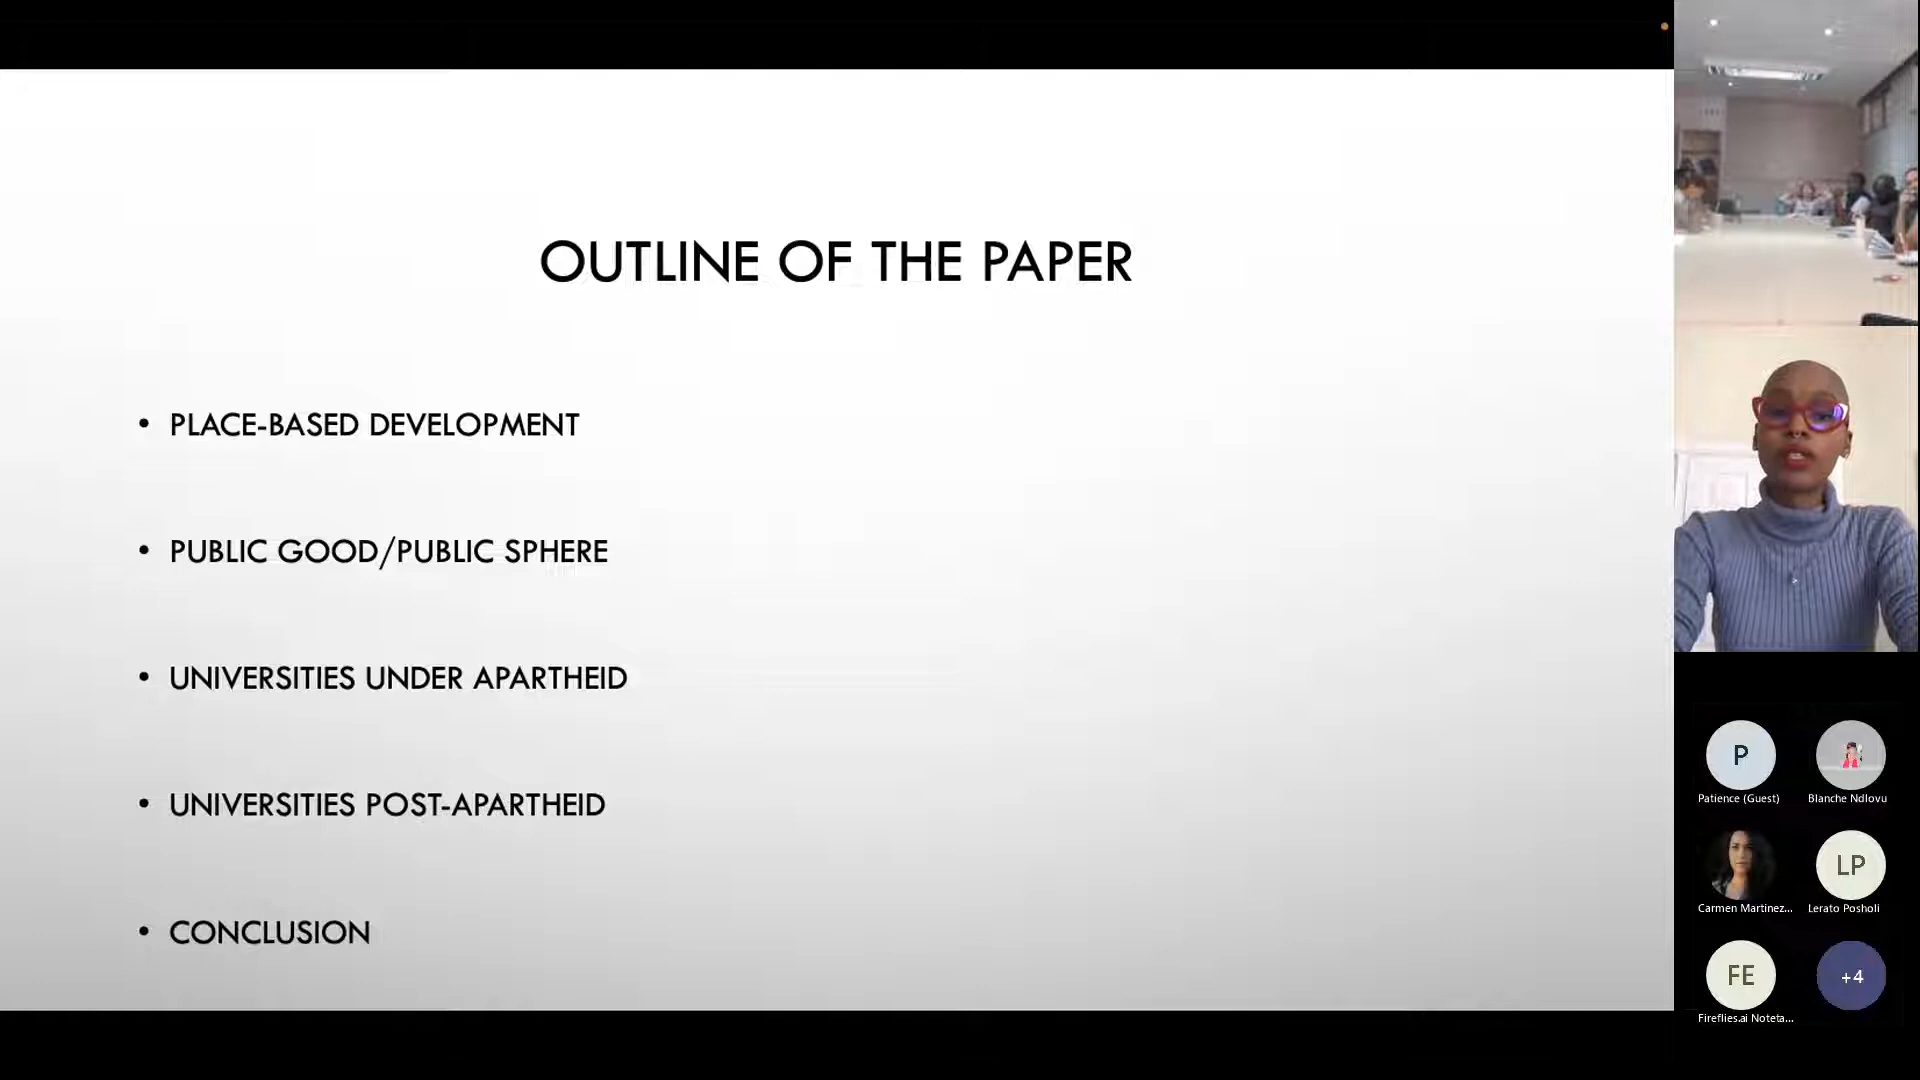 OUTLINE OF THE PAPER
• PLACE-BASED DEVELOPMENT
• PUBLIC GOOD/PUBLIC SPHERE
• UNIVERSITIES UNDER APARTHEID
• UNIVERSITIES POST-APARTHEID
• CONCLUSION
P
Patience (Guest)
Blanche Ndlovu
Carmen Martinez...
LP
Lerato Posholi
FE
Fireflies.ai Noteta...
+4